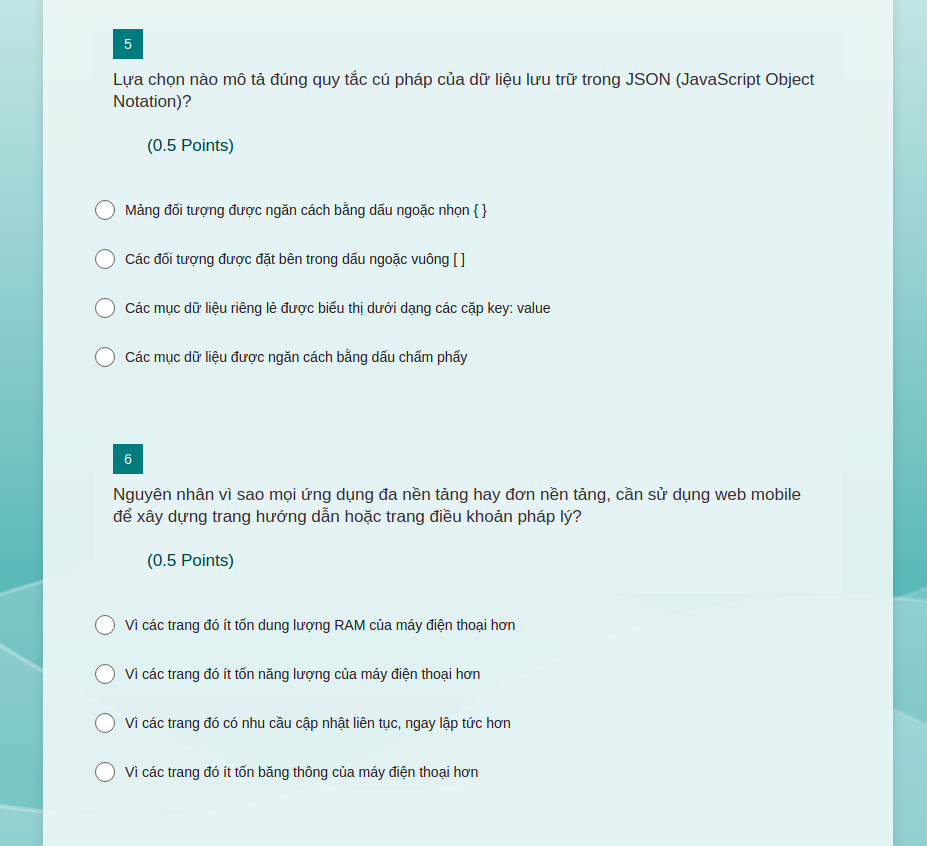 5
Lựa chọn nào mô tả đúng quy tắc cú pháp của dữ liệu lưu trữ trong JSON (JavaScript Object
Notation)?
(0.5 Points)
Mảng đối tượng được ngăn cách bằng dấu ngoặc nhọn { }
Các đối tượng được đặt bên trong dấu ngoặc vuông [ ]
Các mục dữ liệu riêng lẻ được biểu thị dưới dạng các cặp key: value
Các mục dữ liệu được ngăn cách bằng dấu chấm phẩy
6
Nguyên nhân vì sao mọi ứng dụng đa nền tảng hay đơn nền tảng, cần sử dụng web mobile
để xây dựng trang hướng dẫn hoặc trang điều khoản pháp lý?
(0.5 Points)
Vì các trang đó ít tốn dung lượng RAM của máy điện thoại hơn
Vì các trang đó ít tốn năng lượng của máy điện thoại hơn
Vì các trang đó có nhu cầu cập nhật liên tục, ngay lập tức hơn
Vì các trang đó ít tốn băng thông của máy điện thoại hơn